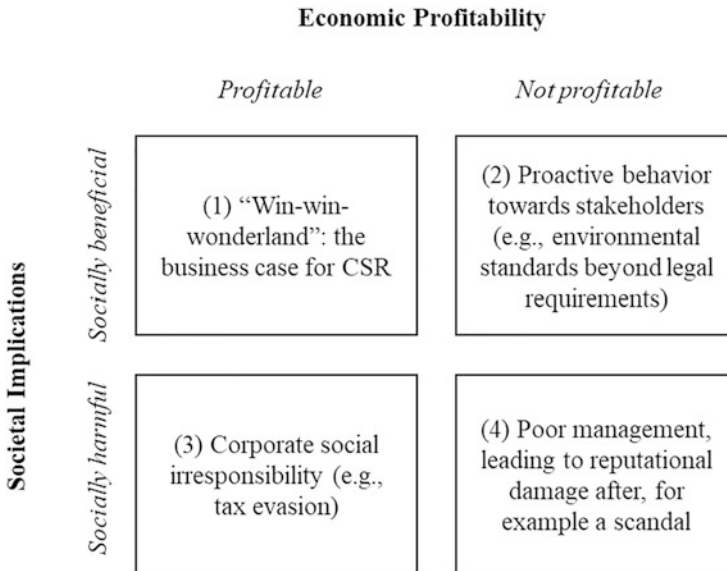 Economic Profitability
Profitable
Not profitable
Societal Implications
Socially beneficial
(1) “Win-win-
wonderland”: the
business case for CSR
(2) Proactive behavior
towards stakeholders
(e.g., environmental
standards beyond legal
requirements)
Socially harmful
(3) Corporate social
irresponsibility (e.g.,
tax evasion)
(4) Poor management,
leading to reputational
damage after, for
example a scandal